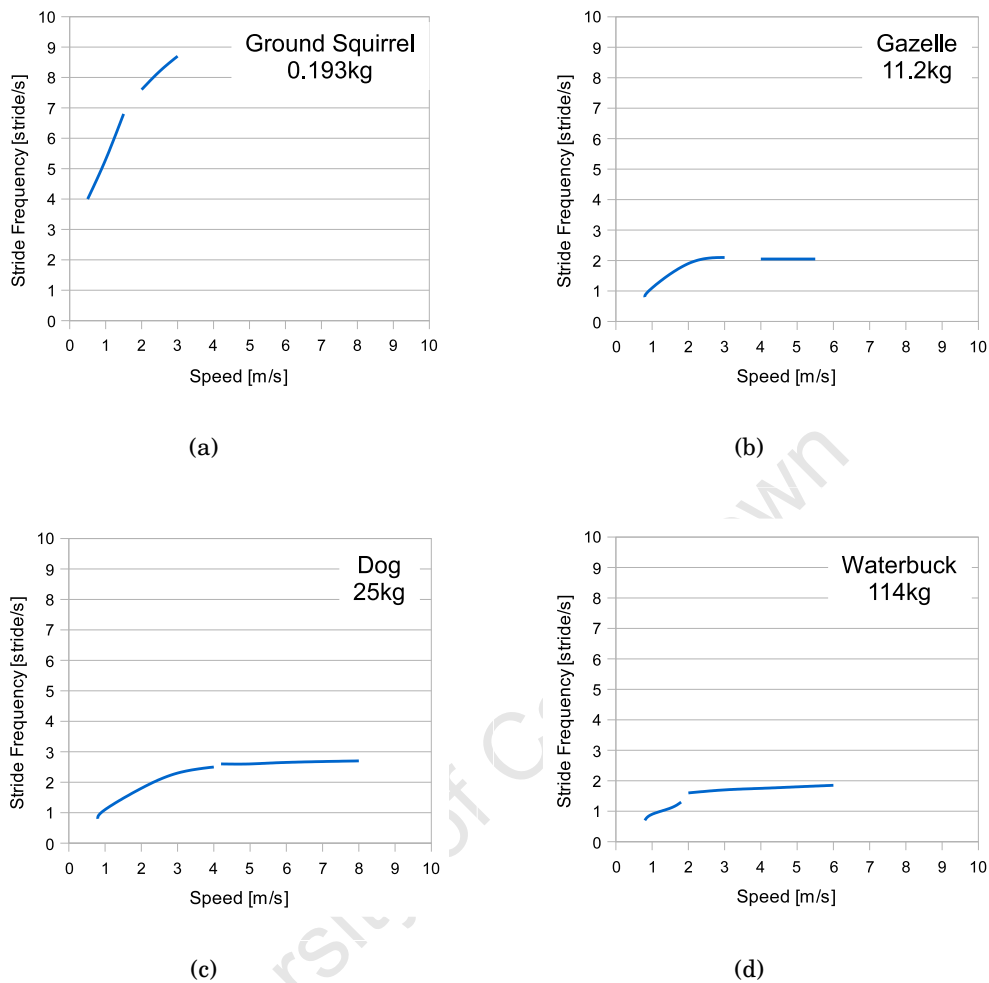 Ground Squirrel
0.193kg
Stride Frequency [stride/s]
10
9
8
7
6
5
4
3
2
1
0
0 1 2 3 4 5 6 7 8 9 10
Speed [m/s]
(a)
Gazelle
11.2kg
Stride Frequency [stride/s]
10
9
8
7
6
5
4
3
2
1
0
0 1 2 3 4 5 6 7 8 9 10
Speed [m/s]
(b)
Dog
25kg
Stride Frequency [stride/s]
10
9
8
7
6
5
4
3
2
1
0
0 1 2 3 4 5 6 7 8 9 10
Speed [m/s]
(c)
Waterbuck
114kg
Stride Frequency [stride/s]
10
9
8
7
6
5
4
3
2
1
0
0 1 2 3 4 5 6 7 8 9 10
Speed [m/s]
(d)